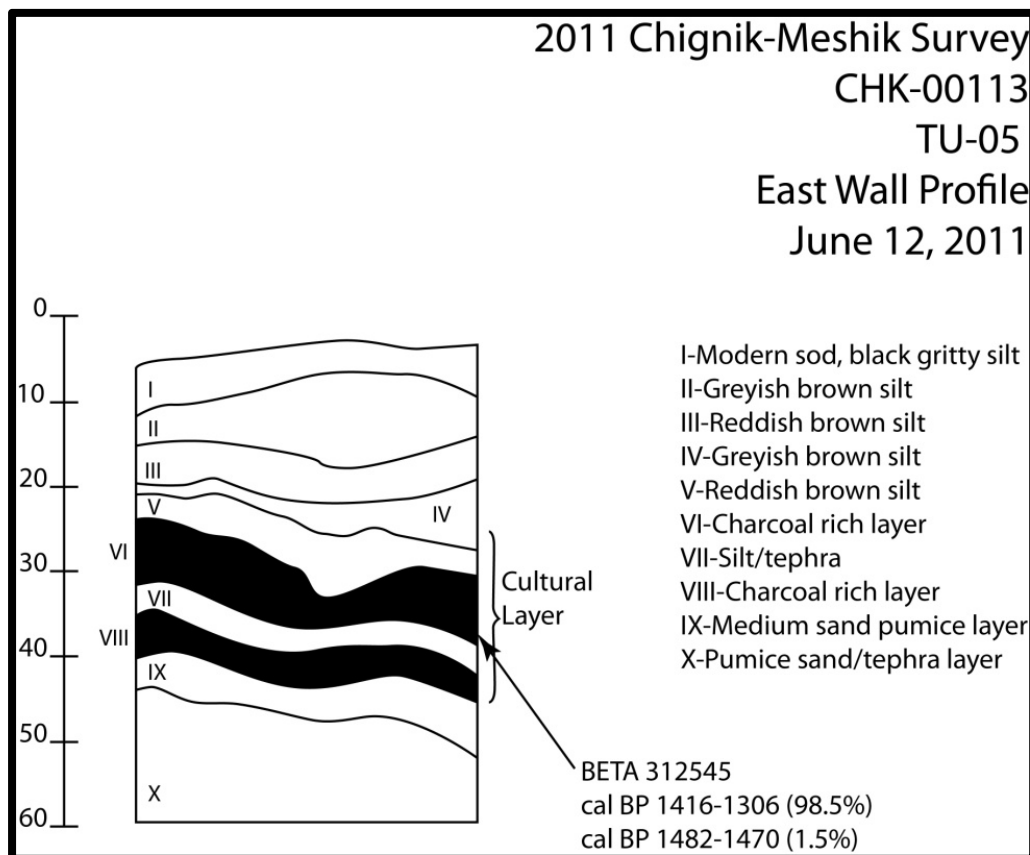 2011 Chignik-Meshik Survey
CHK-00113
TU-05
East Wall Profile
June 12, 2011
0
10
20
30
40
50
60
I
II
III
IV
V
VI
VII
VIII
IX
X
Cultural
Layer
I-Modern sod, black gritty silt
II-Greyish brown silt
III-Reddish brown silt
IV-Greyish brown silt
V-Reddish brown silt
VI-Charcoal rich layer
VII-Silt/tephra
VIII-Charcoal rich layer
IX-Medium sand pumice layer
X-Pumice sand/tephra layer
BETA 312545
cal BP 1416-1306 (98.5%)
cal BP 1482-1470 (1.5%)